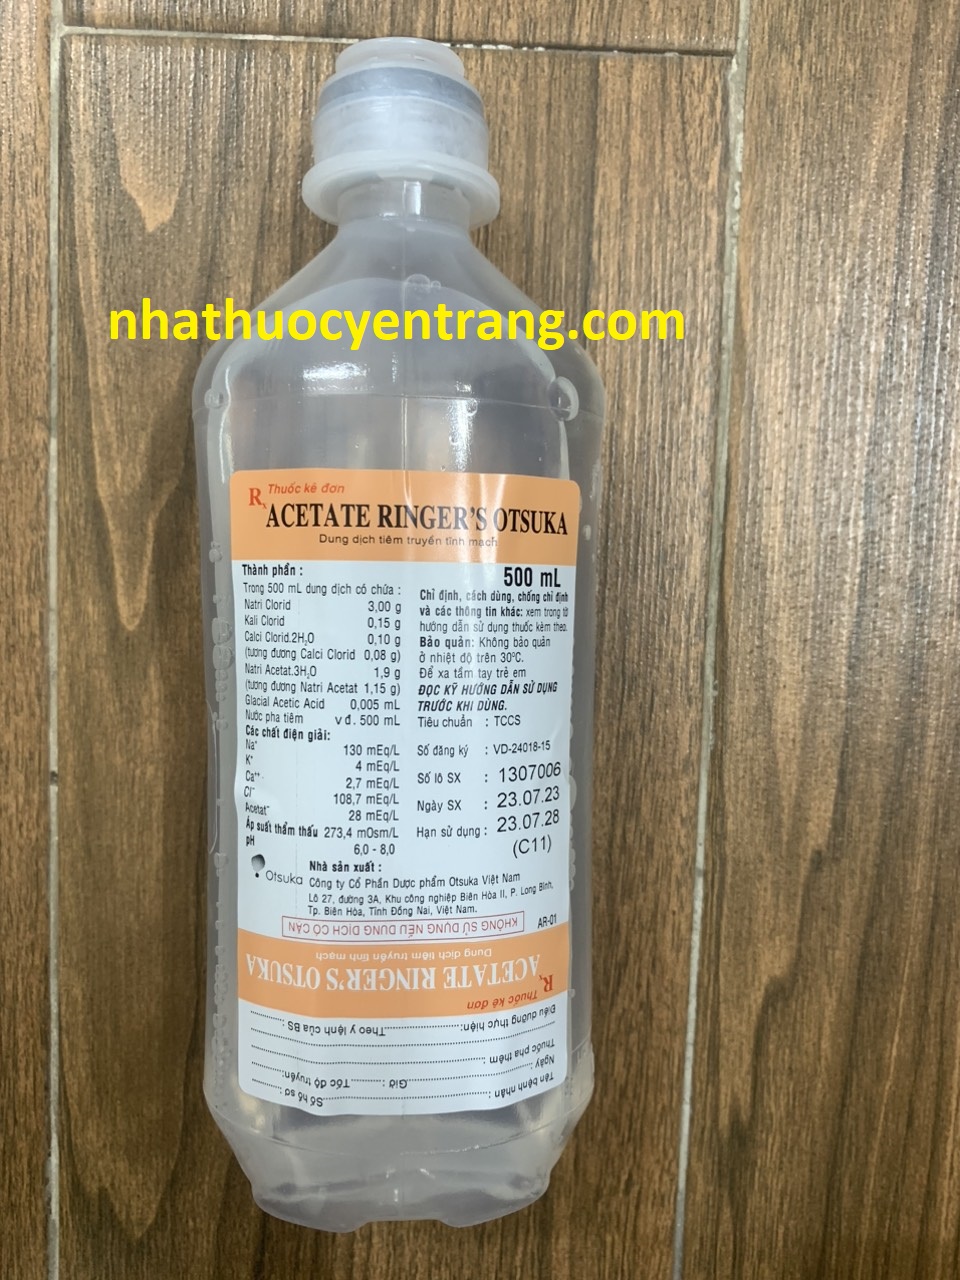 nhathuocyentrang.com
Rx Thuốc kê đơn
ACETATE RINGER'S OTSUKA
Dung dịch tiêm truyền tĩnh mạch
500 mL
Thành phần :
Trong 500 mL dung dịch có chứa :
Natri Clorid 3,00 g
Kali Clorid 0,15 g
Calci Clorid.2H₂O 0,10 g
(tương đương Calci Clorid 0,08 g)
Natri Acetat.3H₂O 1,9 g
(tương đương Natri Acetat 1,15 g)
Glacial Acetic Acid 0,005 mL
Nước pha tiêm vđ. 500 mL
Các chất điện giải:
Na⁺ 130 mEq/L
K⁺ 4 mEq/L
Ca⁺⁺ 2,7 mEq/L
Cl⁻ 108,7 mEq/L
Acetat⁻ 28 mEq/L
Áp suất thẩm thấu 273,4 mOsm/L
pH 6,0 - 8,0
Chỉ định, cách dùng, chống chỉ định
và các thông tin khác: xem trong tờ
hướng dẫn sử dụng thuốc kèm theo.
Bảo quản: Không bảo quản
ở nhiệt độ trên 30⁰C.
Để xa tầm tay trẻ em
ĐỌC KỸ HƯỚNG DẪN SỬ DỤNG
TRƯỚC KHI DÙNG.
Tiêu chuẩn : TCCS
Số đăng ký : VD-24018-15
Số lô SX : 1307006
Ngày SX : 23.07.23
Hạn sử dụng : 23.07.28
(C11)
Nhà sản xuất :
Otsuka Công ty Cổ Phần Dược phẩm Otsuka Việt Nam
Lô 27, đường 3A, Khu công nghiệp Biên Hòa II, P. Long Bình,
Tp. Biên Hòa, Tỉnh Đồng Nai, Việt Nam.
KHÔNG SỬ DỤNG NẾU DUNG DỊCH CÓ CẶN
AR-01
Rx Thuốc kê đơn
ACETATE RINGER'S OTSUKA
Dung dịch tiêm truyền tĩnh mạch
Tên bệnh nhân : Số hồ sơ :
Ngày : Giờ : Tốc độ truyền:
Thuốc pha thêm :
Điều dưỡng thực hiện: Theo y lệnh của BS :